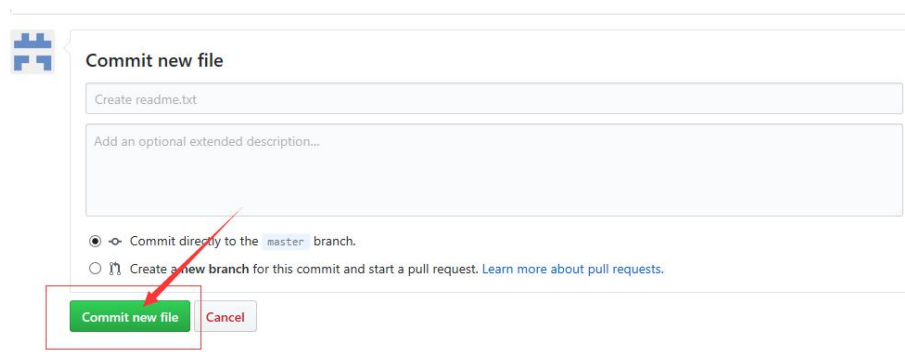 Commit new file
Create readme.txt
Add an optional extended description...
Commit directly to the master branch.
Create a new branch for this commit and start a pull request. Learn more about pull requests.
Commit new file Cancel